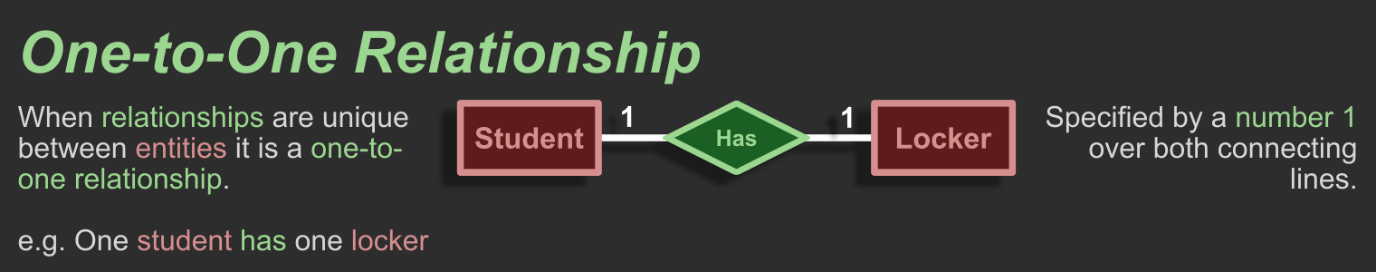 One-to-One Relationship
When relationships are unique
between entities it is a one-to-
one relationship.
e.g. One student has one locker
Student
1
Has
1
Locker
Specified by a number 1
over both connecting
lines.